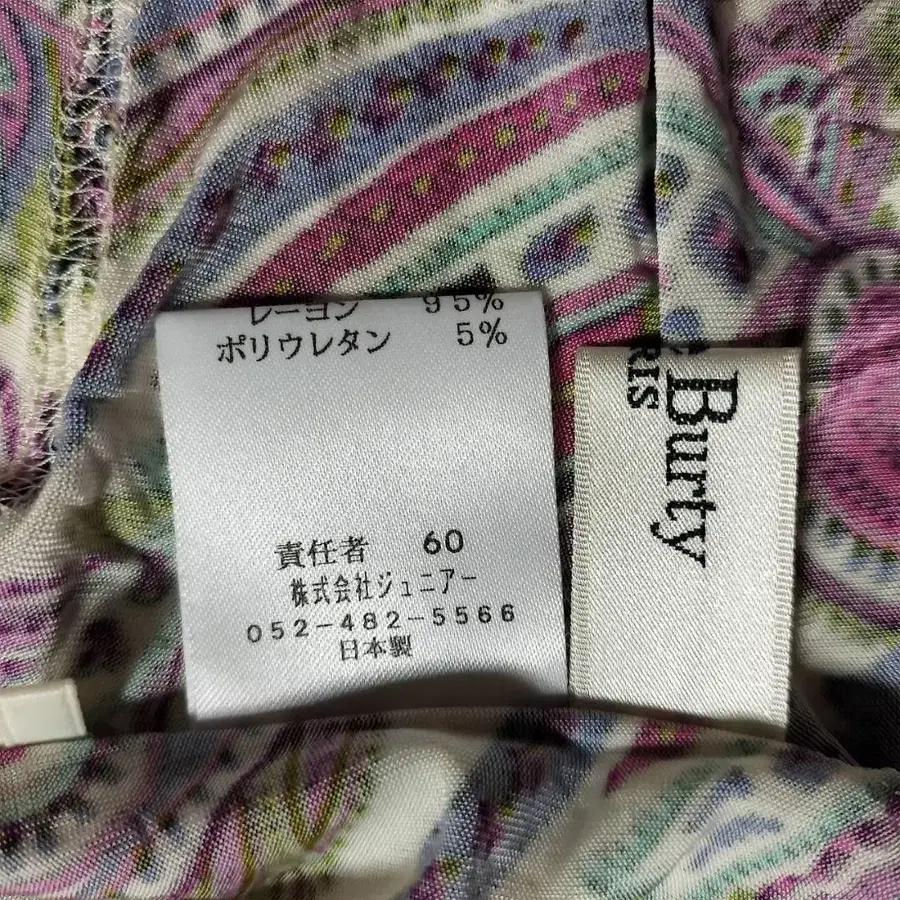 レーヨン 95%
ポリウレタン 5%
責任者 60
株式会社ジュニアー
052-482-5566
日本製
Burty
RIS